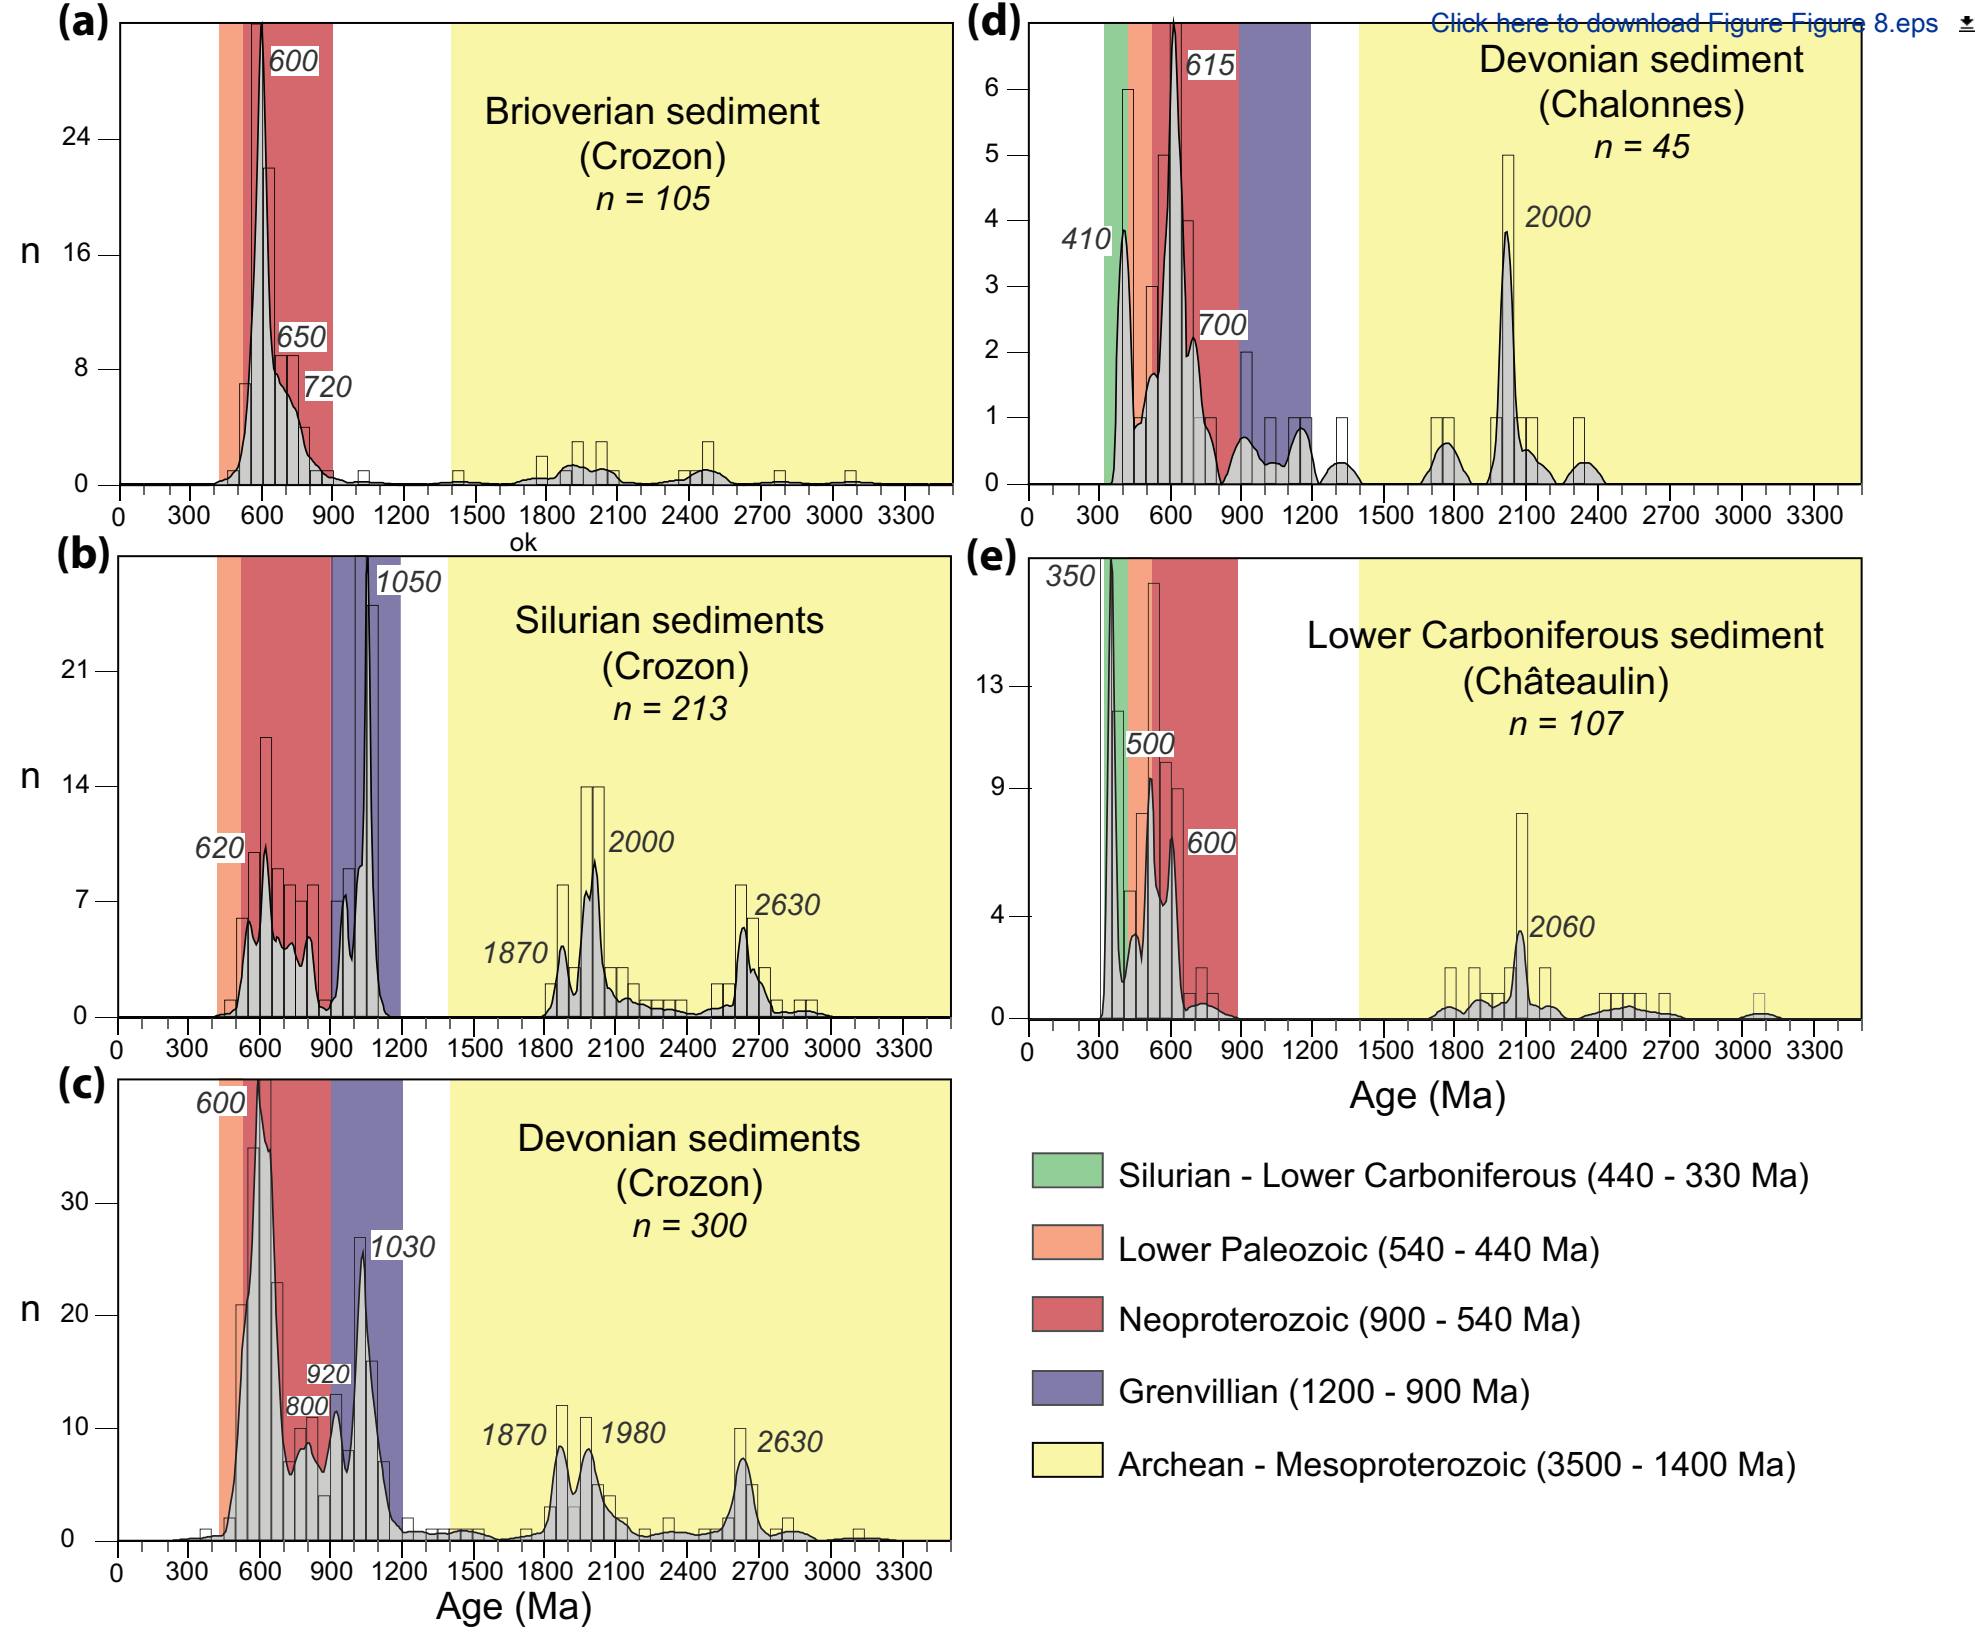 (a)
600
650
720
Brioverian sediment
(Crozon)
n = 105
n
24
16
8
0
0 300 600 900 1200 1500 1800 2100 2400 2700 3000 3300
ok
(b)
1050
620
Silurian sediments
(Crozon)
n = 213
2000
2630
1870
n
21
14
7
0
0 300 600 900 1200 1500 1800 2100 2400 2700 3000 3300
(c)
600
Devonian sediments
(Crozon)
n = 300
1030
920
800
1870
1980
2630
n
30
20
10
0
0 300 600 900 1200 1500 1800 2100 2400 2700 3000 3300
Age (Ma)
(d)
Click here to download Figure Figure 8.eps
615
Devonian sediment
(Chalonnes)
n = 45
410
2000
700
6
5
4
3
2
1
0
0 300 600 900 1200 1500 1800 2100 2400 2700 3000 3300
(e)
350
Lower Carboniferous sediment
(Châteaulin)
n = 107
500
600
2060
13
9
4
0
0 300 600 900 1200 1500 1800 2100 2400 2700 3000 3300
Age (Ma)
Silurian - Lower Carboniferous (440 - 330 Ma)
Lower Paleozoic (540 - 440 Ma)
Neoproterozoic (900 - 540 Ma)
Grenvillian (1200 - 900 Ma)
Archean - Mesoproterozoic (3500 - 1400 Ma)